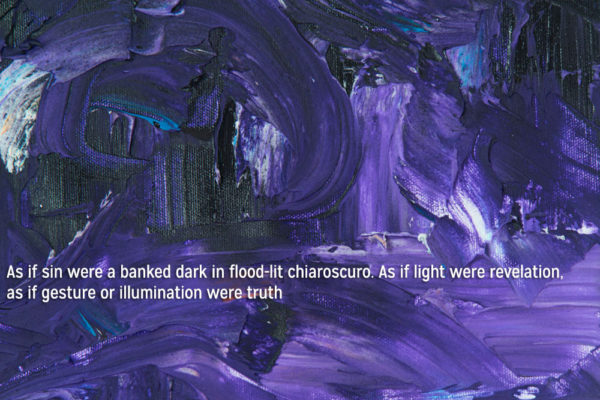 As if sin were a banked dark in flood-lit chiaroscuro. As if light were revelation,
as if gesture or illumination were truth